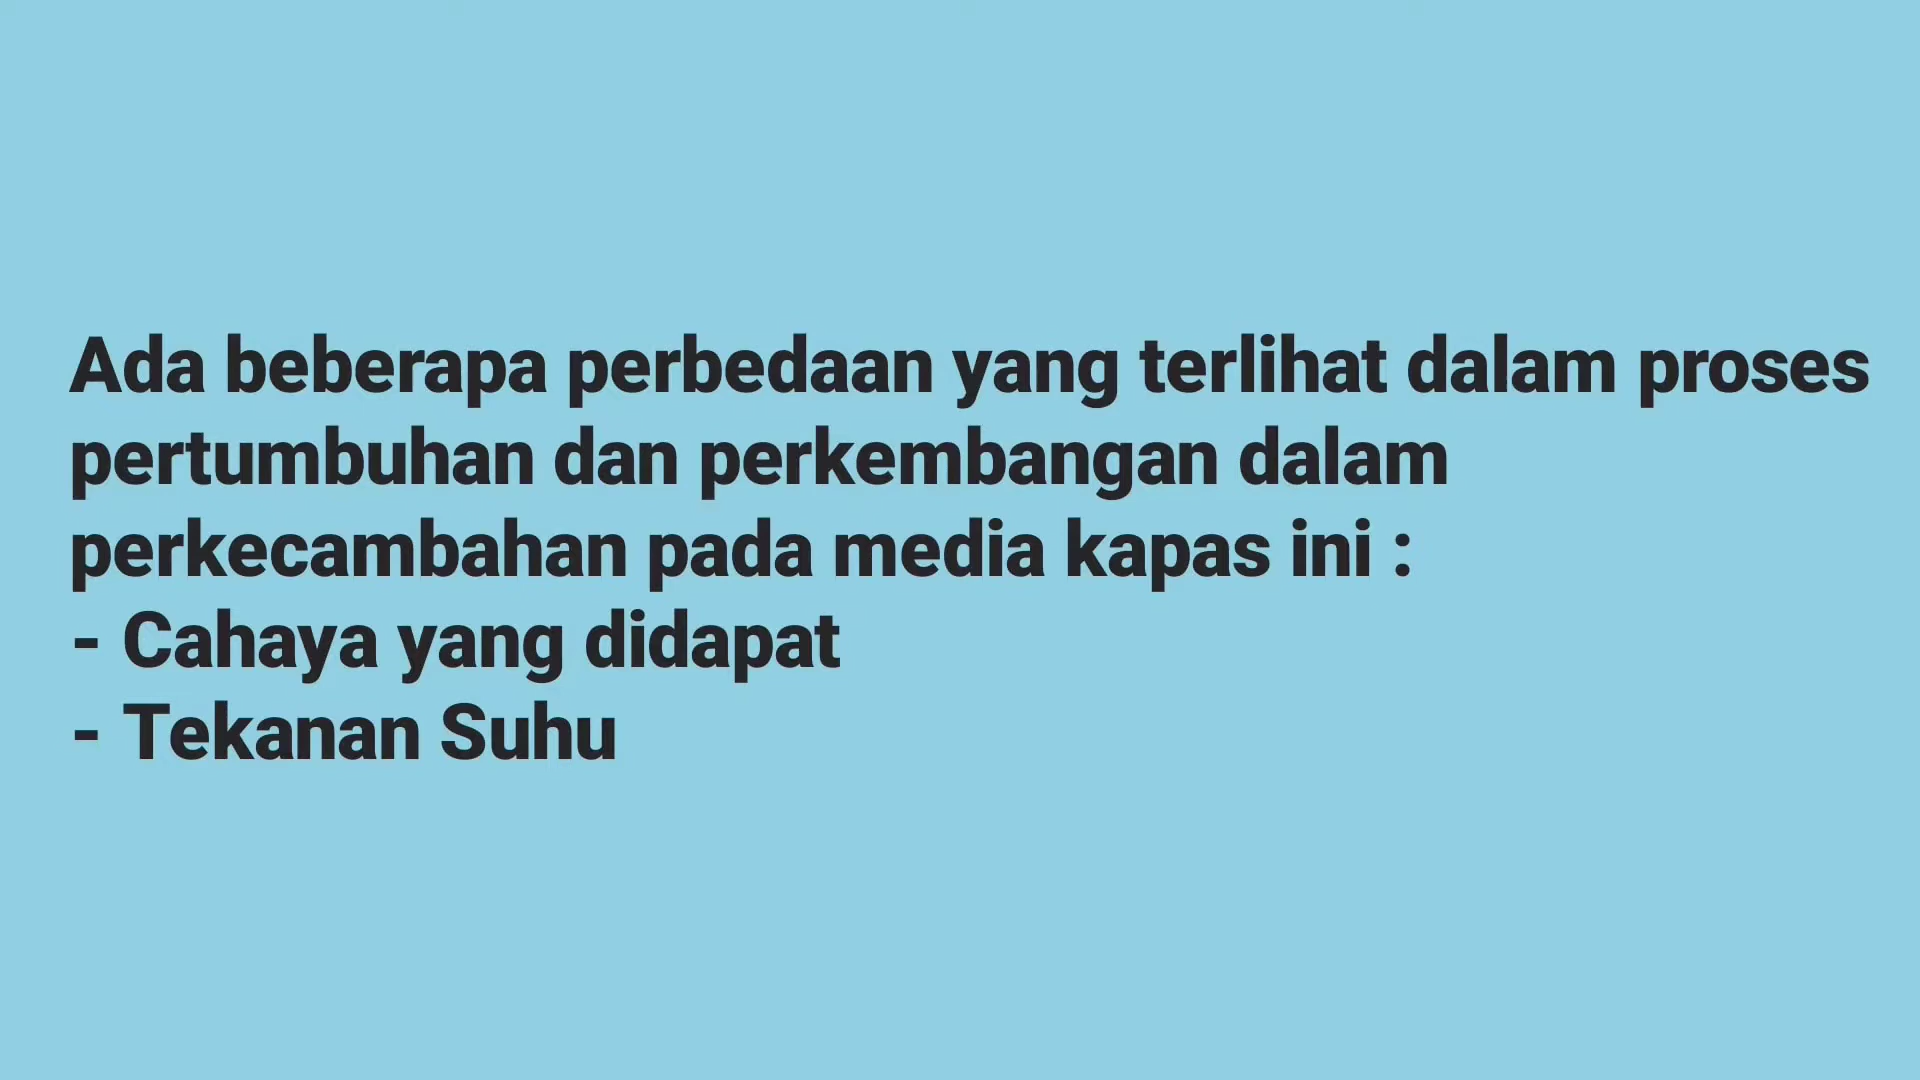 Ada beberapa perbedaan yang terlihat dalam proses
pertumbuhan dan perkembangan dalam
perkecambahan pada media kapas ini :
- Cahaya yang didapat
- Tekanan Suhu